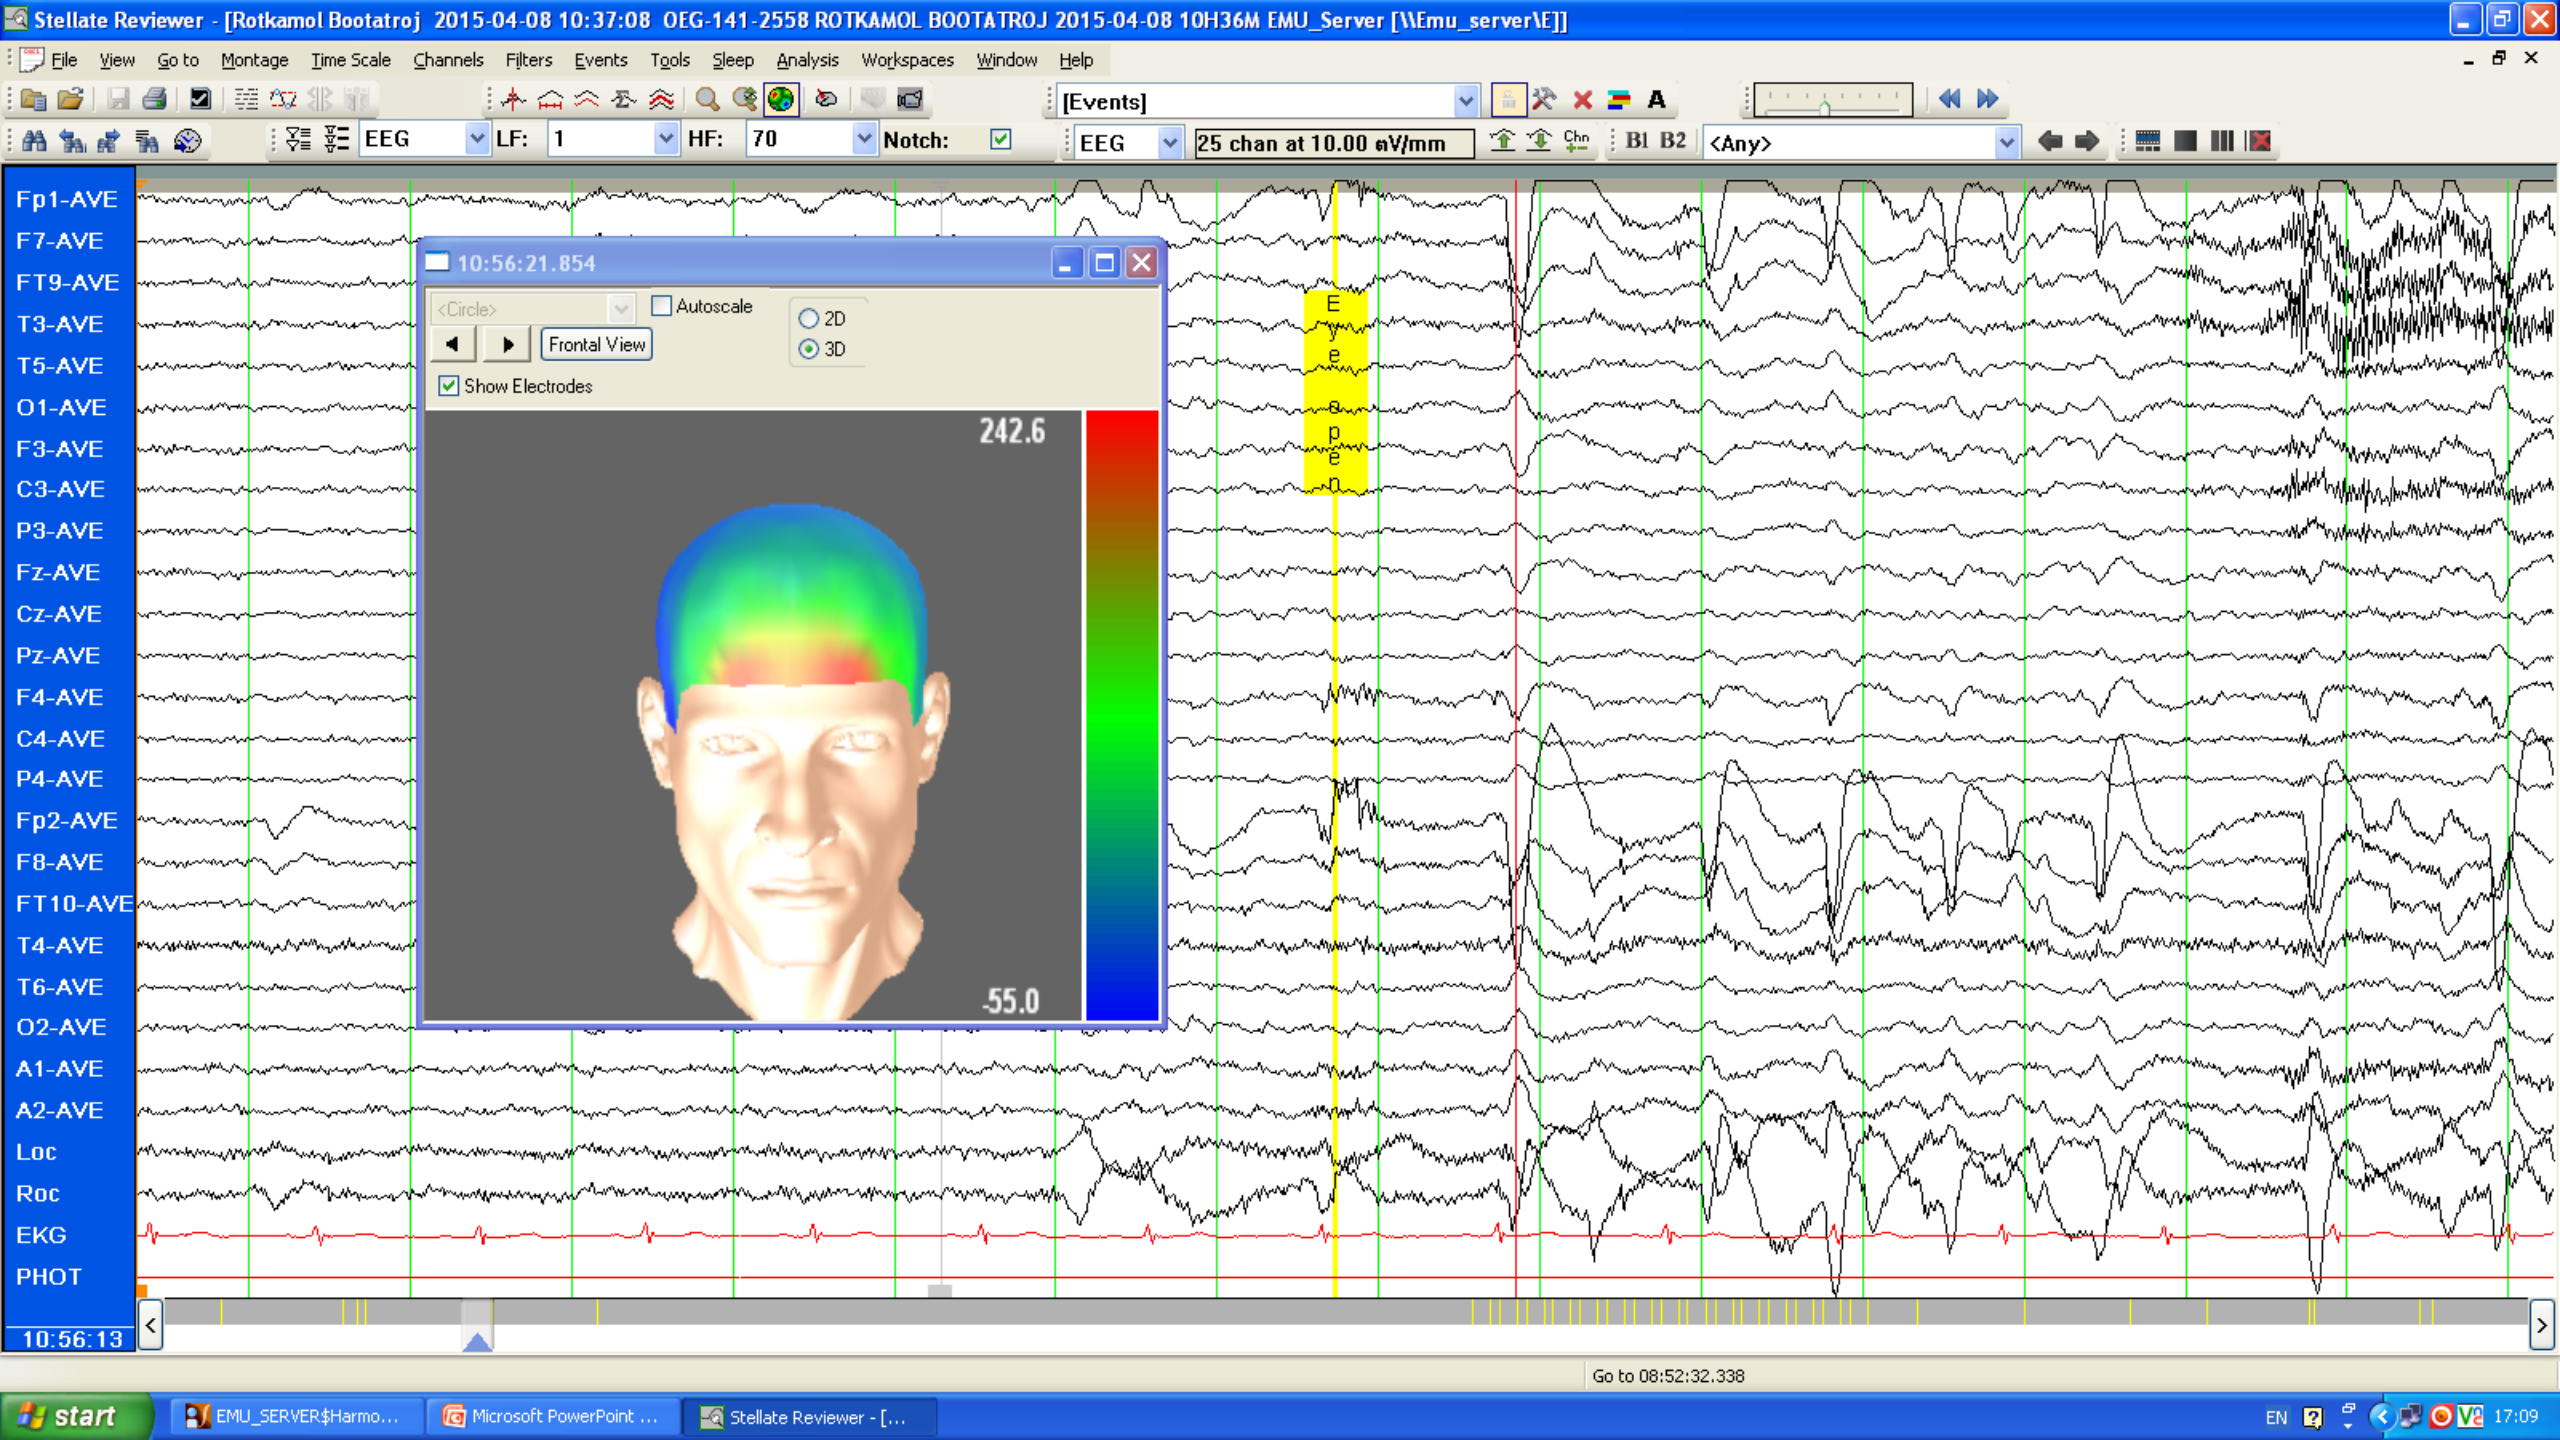 Stellate Reviewer - [Rotkamol Bootatroj 2015-04-08 10:37:08 OEG-141-2558 ROTKAMOL BOOTATROJ 2015-04-08 10H36M EMU_Server [\\Emu_server\E]]
File View Go to Montage Time Scale Channels Filters Events Tools Sleep Analysis Workspaces Window Help
[Events] A
EEG LF: 1 HF: 70 Notch: EEG 25 chan at 10.00 ๓V/mm Chn B1 B2 <Any>
Fp1-AVE
F7-AVE
FT9-AVE
T3-AVE
T5-AVE
O1-AVE
F3-AVE
C3-AVE
P3-AVE
Fz-AVE
Cz-AVE
Pz-AVE
F4-AVE
C4-AVE
P4-AVE
Fp2-AVE
F8-AVE
FT10-AVE
T4-AVE
T6-AVE
O2-AVE
A1-AVE
A2-AVE
Loc
Roc
EKG
PHOT
10:56:13
10:56:21.854
<Circle> Autoscale 2D
Frontal View 3D
Show Electrodes
242.6
-55.0
Eye open
Go to 08:52:32.338
start EMU_SERVER$Harmo... Microsoft PowerPoint ... Stellate Reviewer - [... EN 17:09